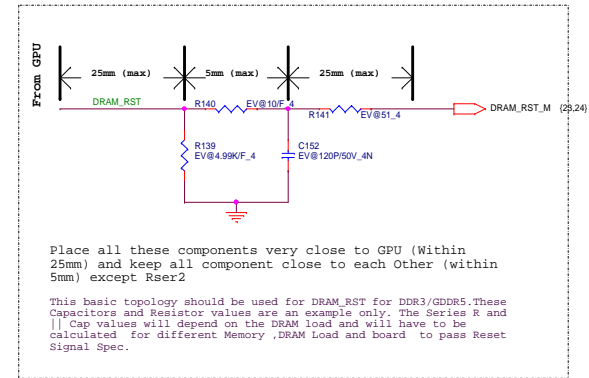 From GPU
25mm (max)
5mm (max)
25mm (max)
DRAM_RST
R140
EV@10/F_4
R141
EV@51_4
DRAM_RST_M (23,24)
R139
EV@4.99K/F_4
C152
EV@120P/50V_4N
Place all these components very close to GPU (Within
25mm) and keep all component close to each Other (within
5mm) except Rser2
This basic topology should be used for DRAM_RST for DDR3/GDDR5.These
Capacitors and Resistor values are an example only. The Series R and
|| Cap values will depend on the DRAM load and will have to be
calculated for different Memory ,DRAM Load and board to pass Reset
Signal Spec.